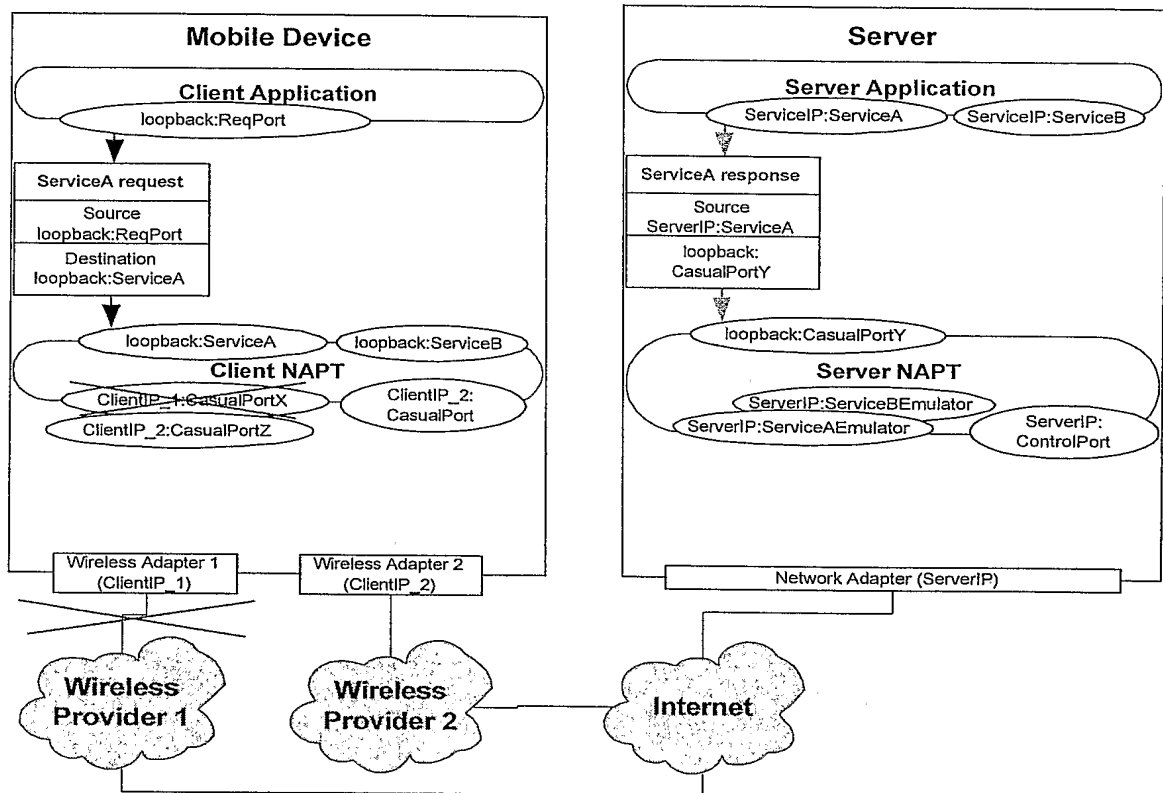 Mobile Device
Client Application
loopback:ReqPort
ServiceA request
Source
loopback:ReqPort
Destination
loopback:ServiceA
loopback:ServiceA
loopback:ServiceB
Client NAPT
ClientIP_1:CasualPortX
ClientIP_2:CasualPortZ
ClientIP_2:
CasualPort
Wireless Adapter 1
(ClientIP_1)
Wireless Adapter 2
(ClientIP_2)
Wireless
Provider 1
Wireless
Provider 2
Server
Server Application
ServiceIP:ServiceA
ServiceIP:ServiceB
ServiceA response
Source
ServerIP:ServiceA
loopback:
CasualPortY
loopback:CasualPortY
Server NAPT
ServerIP:ServiceBEmulator
ServerIP:ServiceAEmulator
ServerIP:
ControlPort
Network Adapter (ServerIP)
Internet